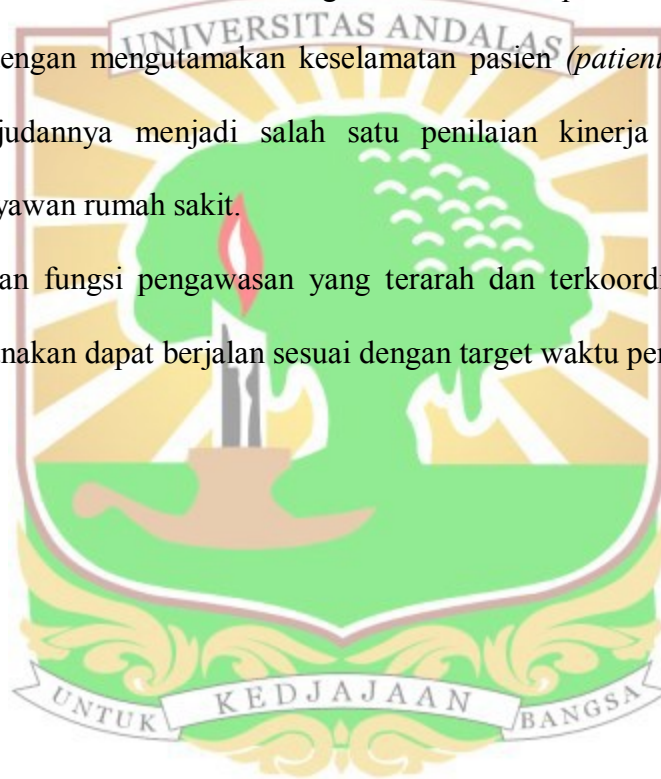 UNIVERSITAS ANDALAS
engan mengutamakan keselamatan pasien (patient
judannya menjadi salah satu penilaian kinerja
yawan rumah sakit.
an fungsi pengawasan yang terarah dan terkoordi
nakan dapat berjalan sesuai dengan target waktu per
UNTUK KEDJAJAAN BANGSA